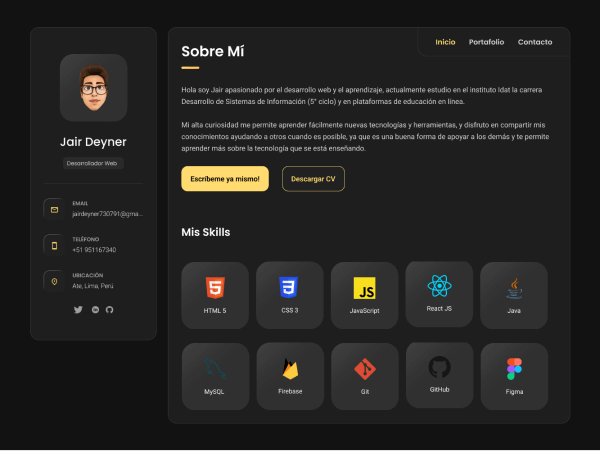 Jair Deyner
Desarrollador Web
EMAIL
jairdeyner730791@gma...
TELÉFONO
+51 951167340
UBICACIÓN
Ate, Lima, Perú
Inicio Portafolio Contacto
Sobre Mí
Hola soy Jair apasionado por el desarrollo web y el aprendizaje, actualmente estudio en el instituto Idat la carrera
Desarrollo de Sistemas de Información (5° ciclo) y en plataformas de educación en línea.
Mi alta curiosidad me permite aprender fácilmente nuevas tecnologías y herramientas, y disfruto en compartir mis
conocimientos ayudando a otros cuando es posible, ya que es una buena forma de apoyar a los demás y te permite
aprender más sobre la tecnología que se está enseñando.
Escríbeme ya mismo! Descargar CV
Mis Skills
HTML 5 CSS 3 JS JavaScript React JS Java
MySQL Firebase Git GitHub Figma